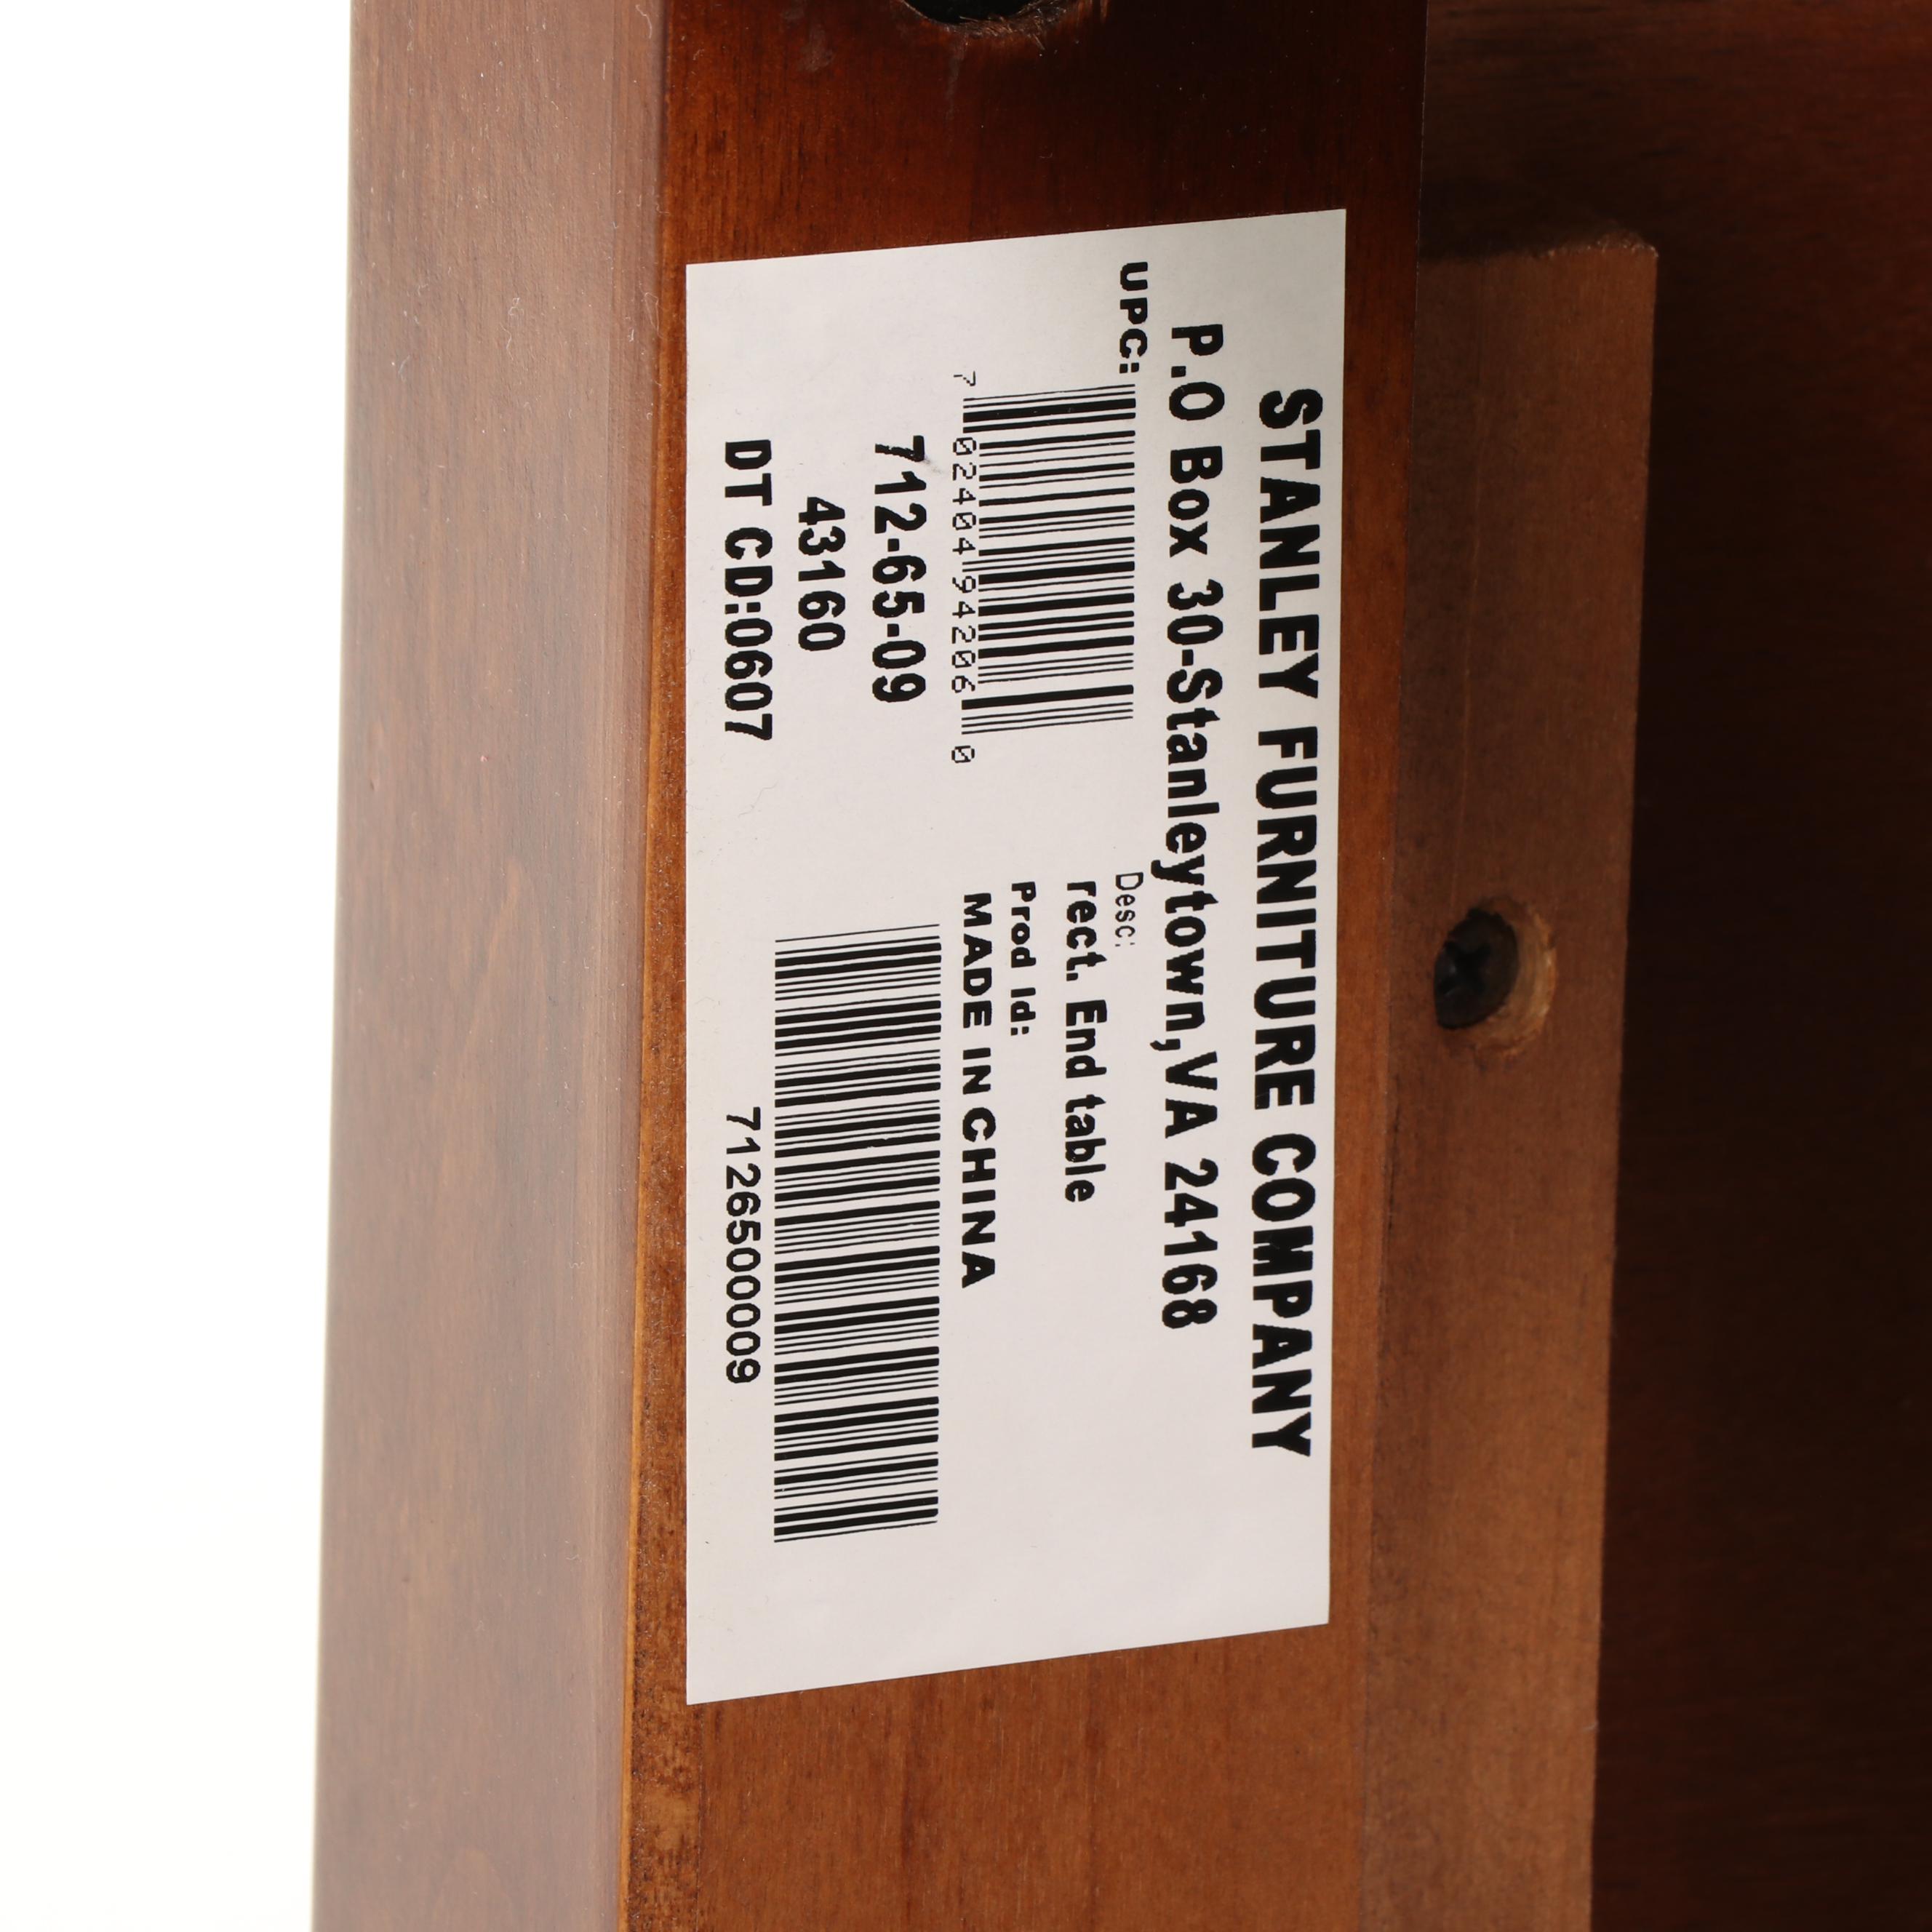 STANLEY FURNITURE COMPANY
P.O Box 30-Stanleytown,VA 24168
UPC:
7 02404 94206 0
712-65-09
43160
DT CD:0607
Desc:
rect. End table
Prod Id:
MADE IN CHINA
712650009